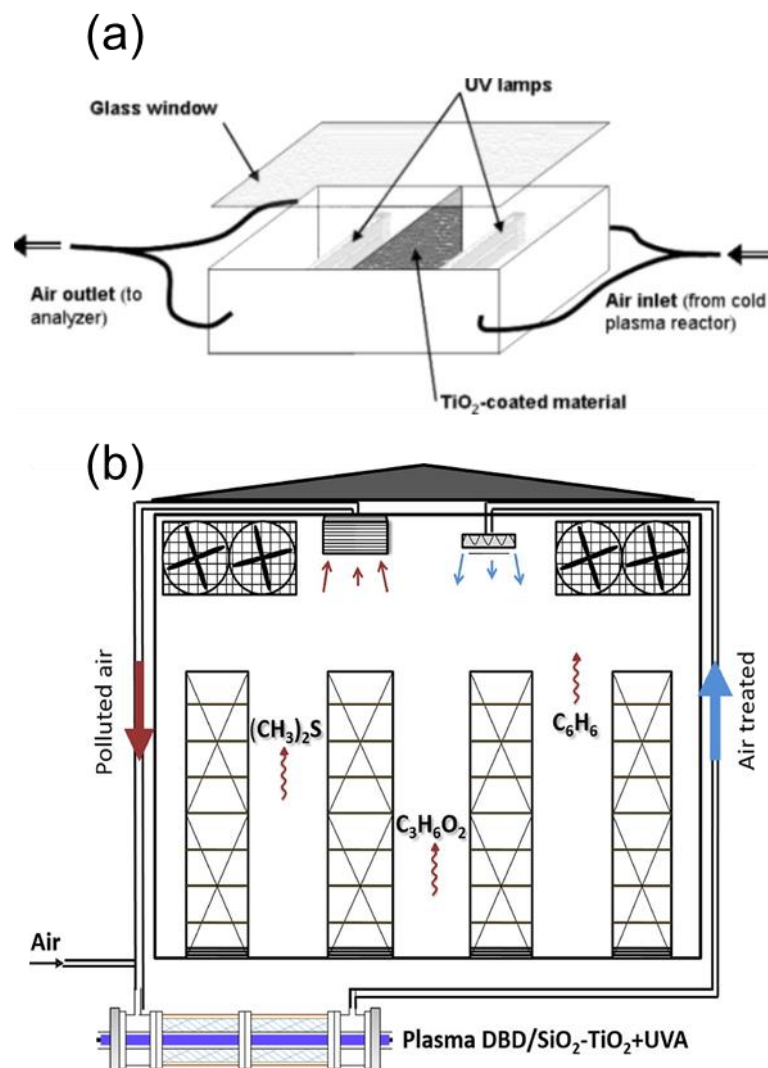 (a)
UV lamps
Glass window
Air outlet (to
analyzer)
Air inlet (from cold
plasma reactor)
TiO₂-coated material
(b)
Polluted air
(CH₃)₂S
C₆H₆
C₃H₆O₂
Air treated
Air
Plasma DBD/SiO₂-TiO₂+UVA